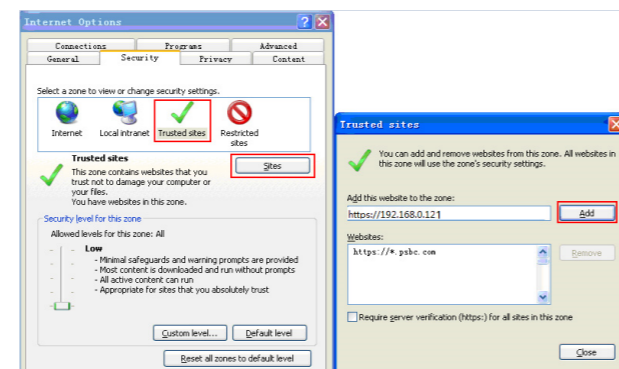 Internet Options
Connections Programs Advanced
General Security Privacy Content
Select a zone to view or change security settings.
Internet Local intranet Trusted sites Restricted
sites
Trusted sites
Sites
This zone contains websites that you
trust not to damage your computer or
your files.
You have websites in this zone.
Security level for this zone
Allowed levels for this zone: All
Low
- Minimal safeguards and warning prompts are provided
- Most content is downloaded and run without prompts
- All active content can run
- Appropriate for sites that you absolutely trust
Custom level... Default level
Reset all zones to default level
Trusted sites
You can add and remove websites from this zone. All websites in
this zone will use the zone's security settings.
Add this website to the zone:
https://192.168.0.121 Add
Websites:
https://*.psbc.com Remove
Require server verification (https:) for all sites in this zone
Close